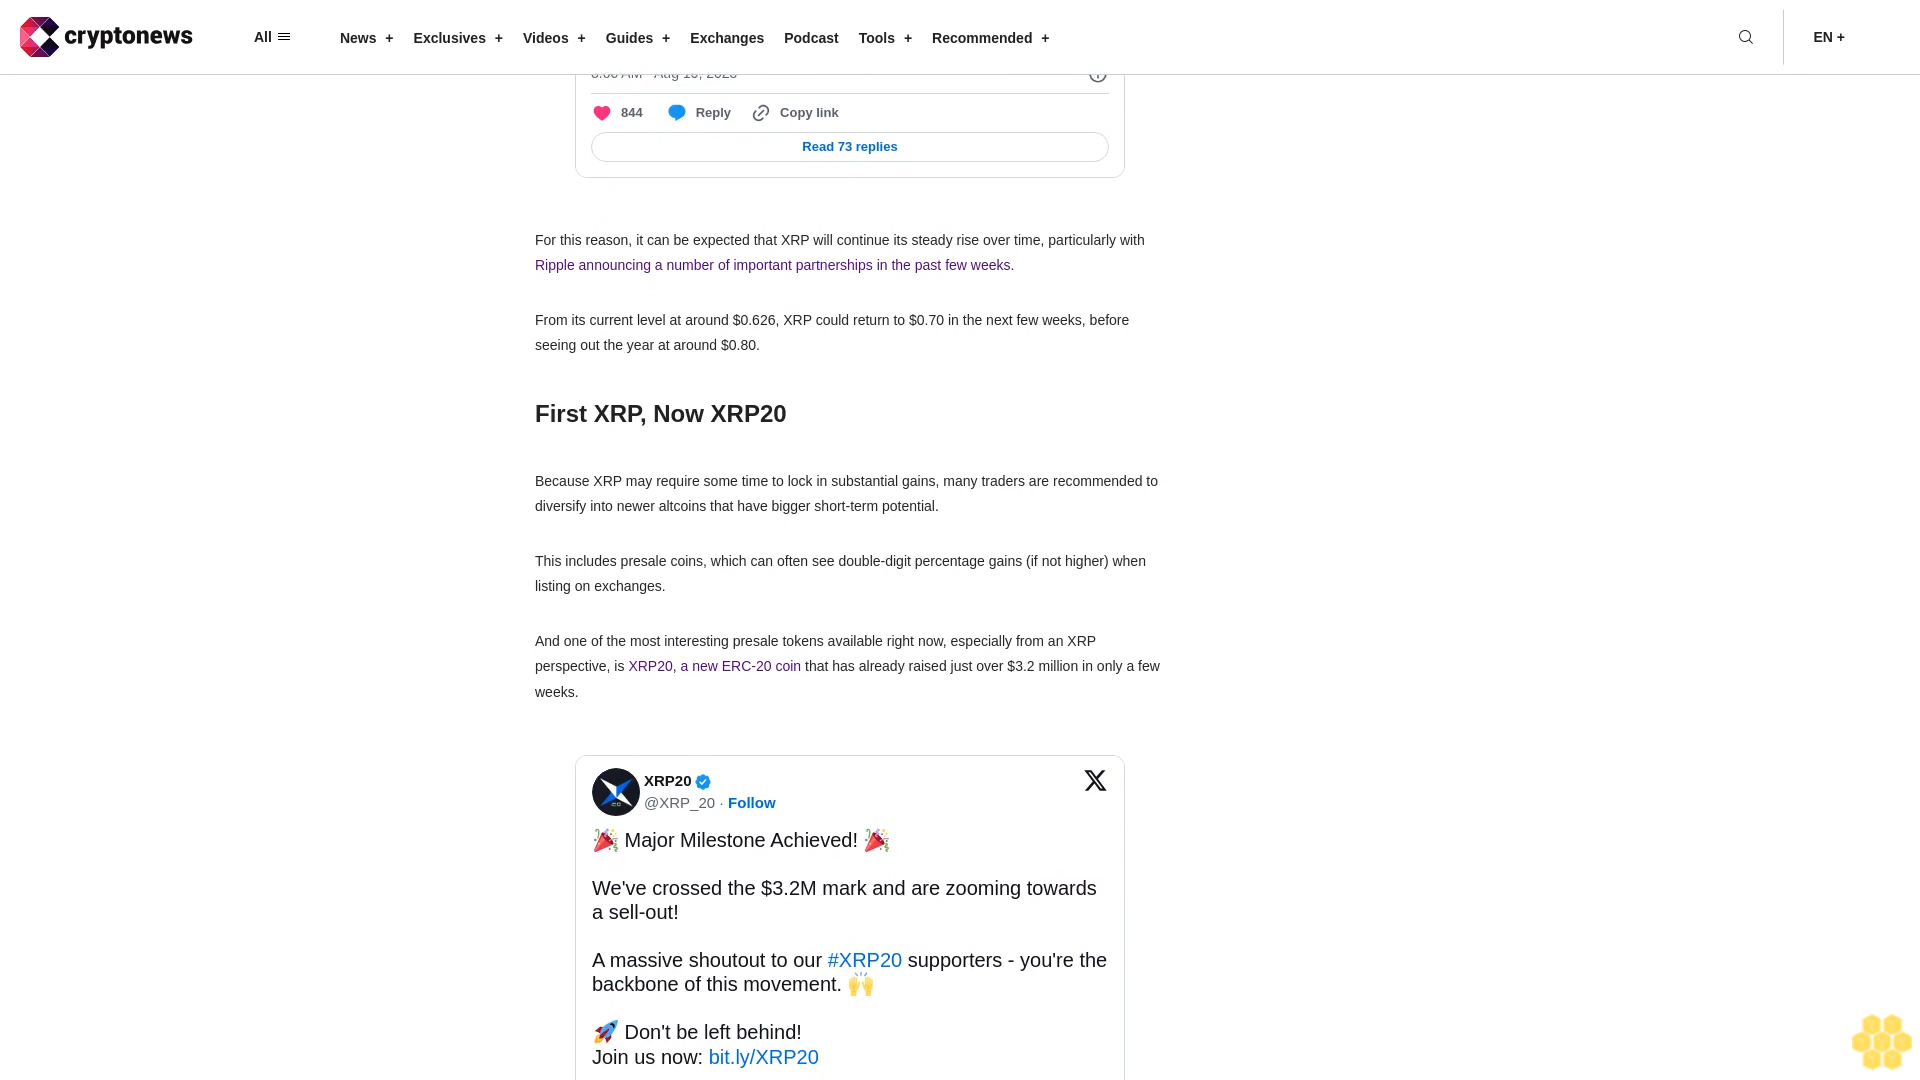 cryptonews
All
News +
Exclusives +
Videos +
Guides +
Exchanges
Podcast
Tools +
Recommended +
EN +
844
Reply
Copy link
Read 73 replies
For this reason, it can be expected that XRP will continue its steady rise over time, particularly with
Ripple announcing a number of important partnerships in the past few weeks.
From its current level at around $0.626, XRP could return to $0.70 in the next few weeks, before
seeing out the year at around $0.80.
First XRP, Now XRP20
Because XRP may require some time to lock in substantial gains, many traders are recommended to
diversify into newer altcoins that have bigger short-term potential.
This includes presale coins, which can often see double-digit percentage gains (if not higher) when
listing on exchanges.
And one of the most interesting presale tokens available right now, especially from an XRP
perspective, is XRP20, a new ERC-20 coin that has already raised just over $3.2 million in only a few
weeks.
XRP20
@XRP_20 · Follow
🎉 Major Milestone Achieved! 🎉
We've crossed the $3.2M mark and are zooming towards
a sell-out!
A massive shoutout to our #XRP20 supporters - you're the
backbone of this movement. 🙌
🚀 Don't be left behind!
Join us now: bit.ly/XRP20